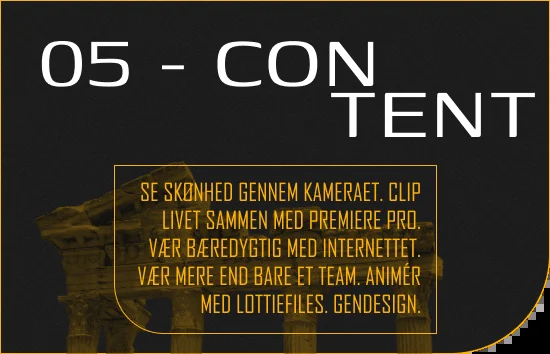 05 - CON
TENT
SE SKØNHED GENNEM KAMERAET. CLIP
LIVET SAMMEN MED PREMIERE PRO.
VÆR BÆREDYGTIG MED INTERNETTET.
VÆR MERE END BARE ET TEAM. ANIMÉR
MED LOTTIEFILES. GENDESIGN.